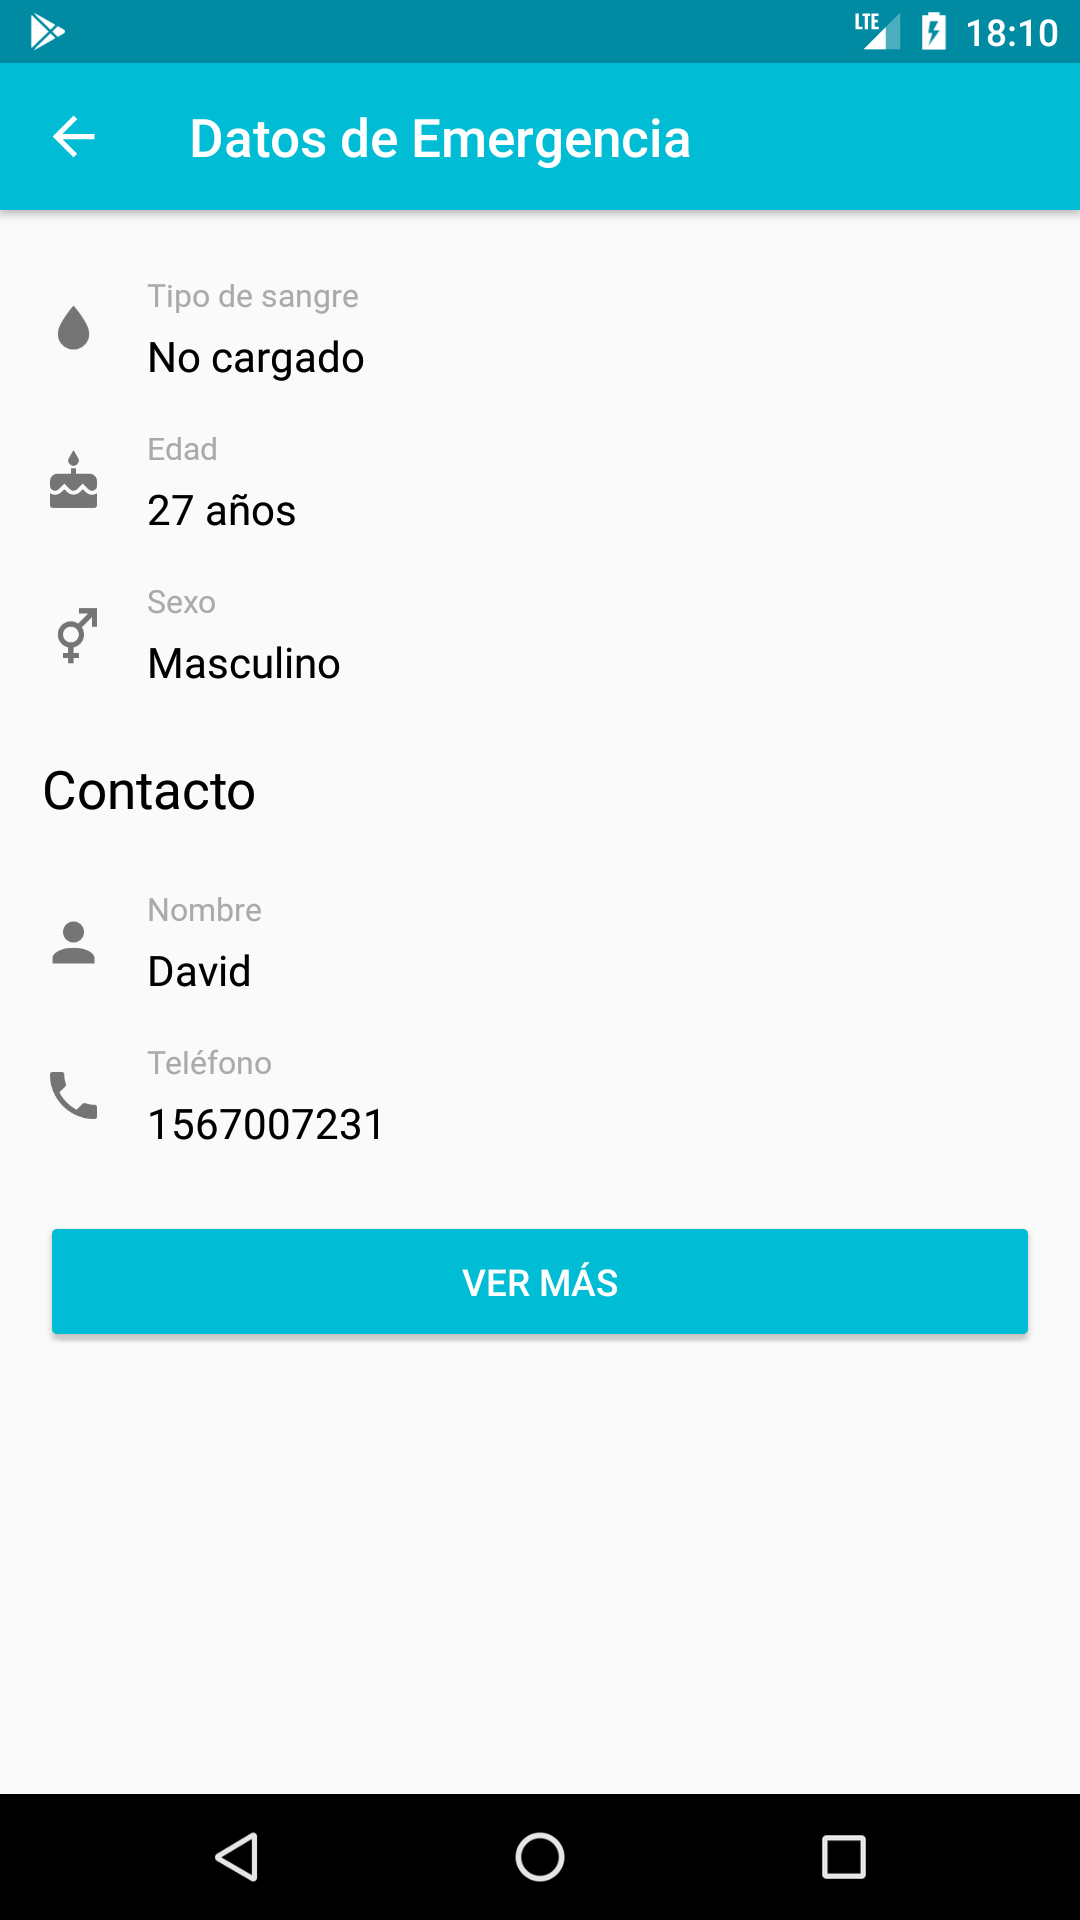 LTE 18:10
Datos de Emergencia
Tipo de sangre
No cargado
Edad
27 años
Sexo
Masculino
Contacto
Nombre
David
Teléfono
1567007231
VER MÁS